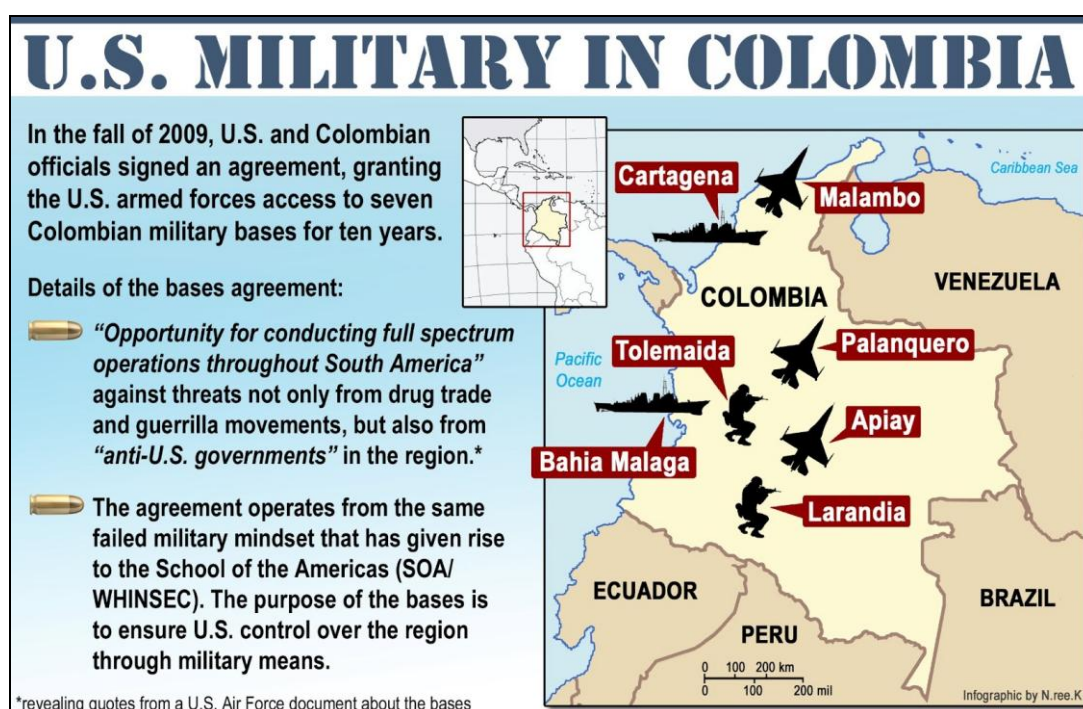 U.S. MILITARY IN COLOMBIA
In the fall of 2009, U.S. and Colombian
officials signed an agreement, granting
the U.S. armed forces access to seven
Colombian military bases for ten years.
Details of the bases agreement:
“Opportunity for conducting full spectrum
operations throughout South America”
against threats not only from drug trade
and guerrilla movements, but also from
“anti-U.S. governments” in the region.*
The agreement operates from the same
failed military mindset that has given rise
to the School of the Americas (SOA/
WHINSEC). The purpose of the bases is
to ensure U.S. control over the region
through military means.
*revealing quotes from a U.S. Air Force document about the bases
Caribbean Sea
Cartagena
Malambo
VENEZUELA
COLOMBIA
Pacific
Ocean
Tolemaida
Palanquero
Apiay
Bahia Malaga
Larandia
ECUADOR
PERU
BRAZIL
0 100 200 km
0 100 200 mil
Infographic by N.ree.K